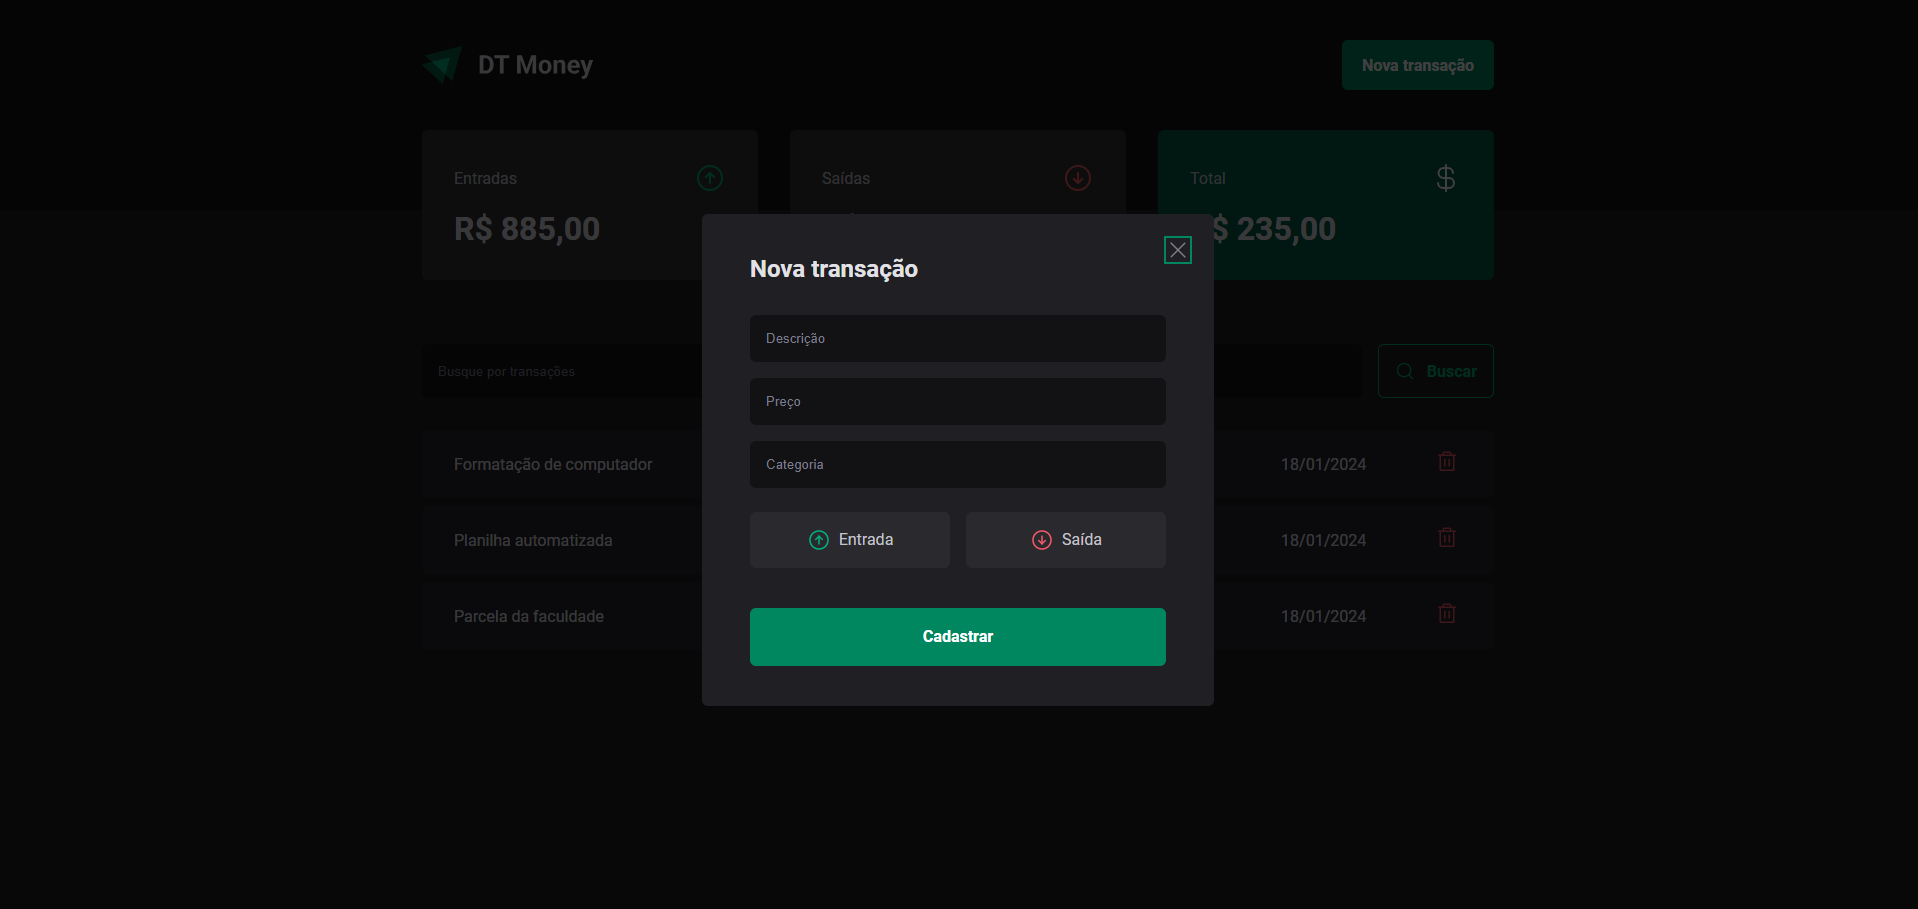 DT Money
Nova transação
Entradas
Saídas
Total
R$ 885,00
$ 235,00
Nova transação
Descrição
Busque por transações
Buscar
Preço
Categoria
Formatação de computador
18/01/2024
Entrada
Saída
Planilha automatizada
18/01/2024
Parcela da faculdade
18/01/2024
Cadastrar